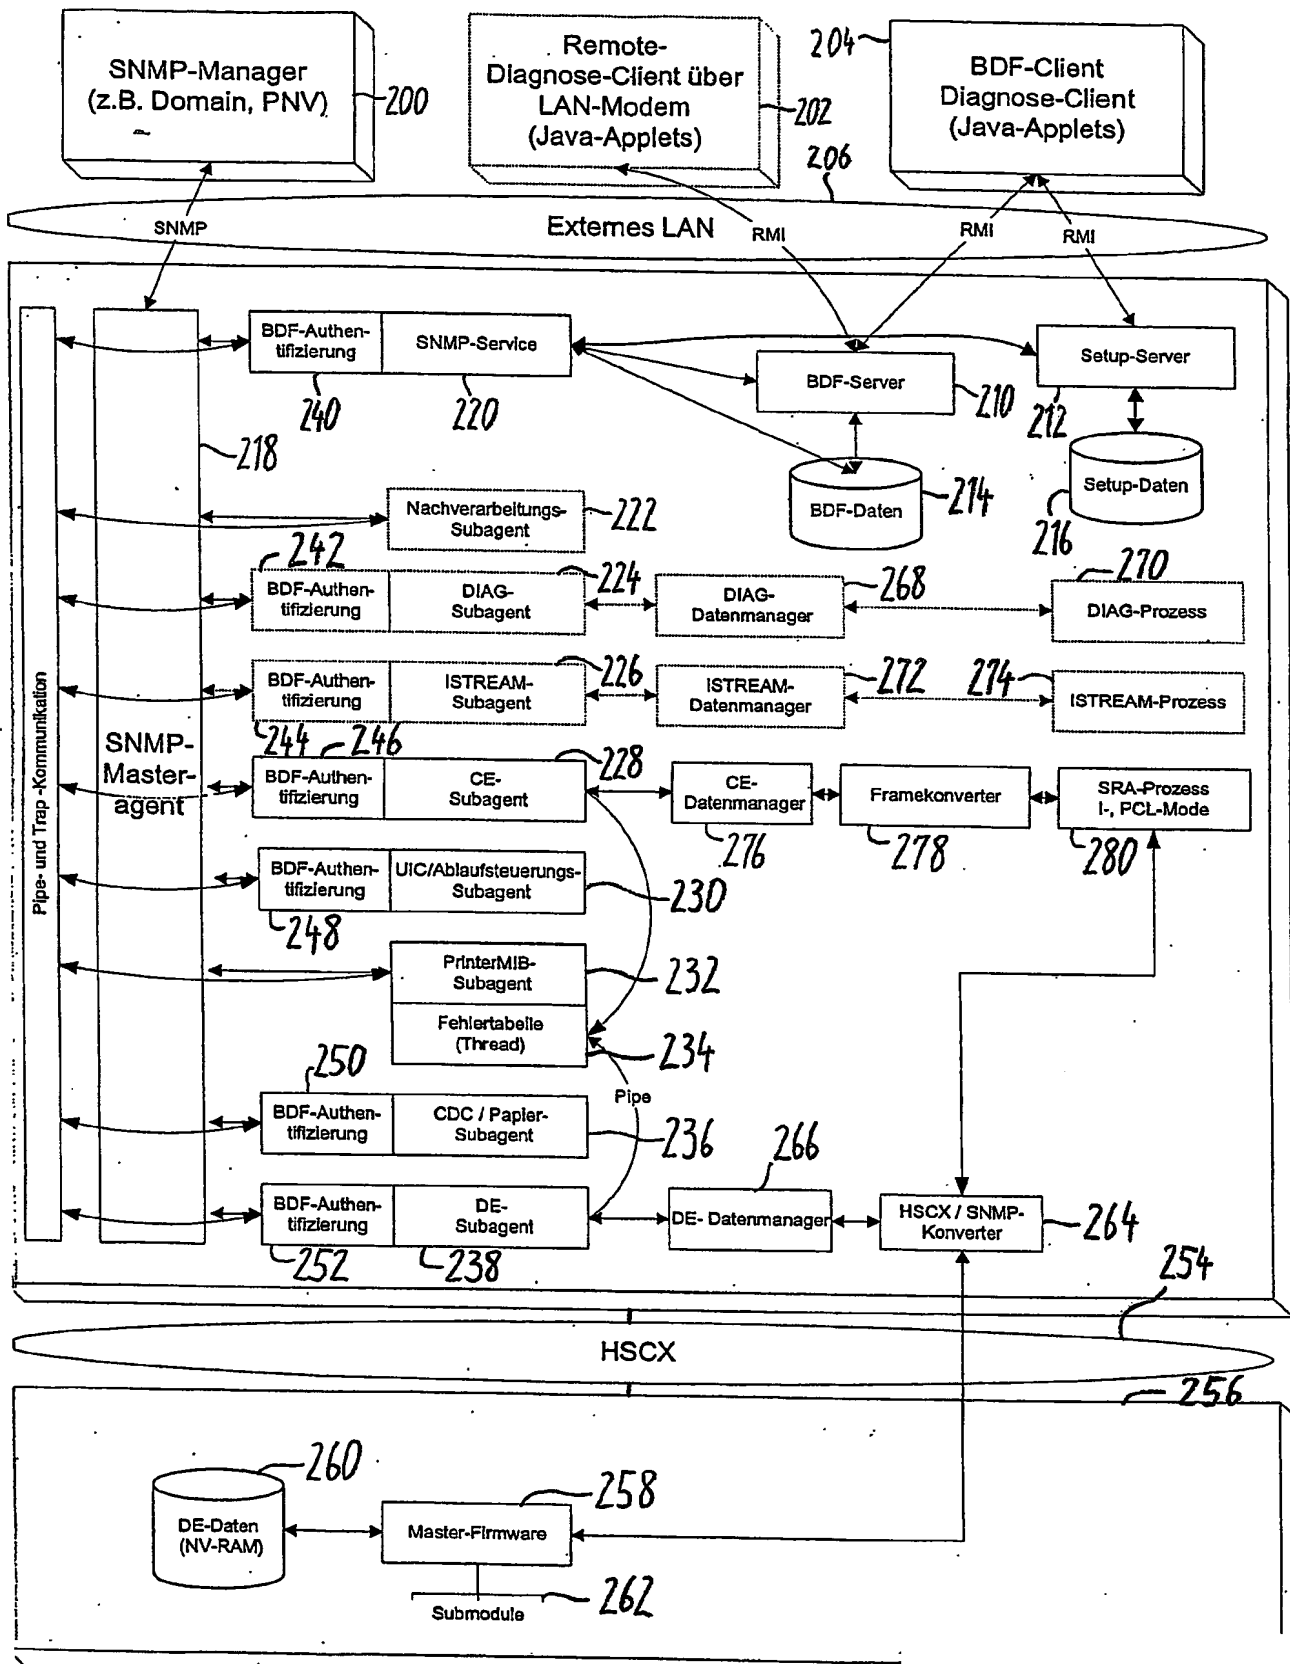 SNMP-Manager
(z.B. Domain, PNV)
200
Remote-
Diagnose-Client über
LAN-Modem
(Java-Applets)
202
204
BDF-Client
Diagnose-Client
(Java-Applets)
206
SNMP
Externes LAN
RMI
RMI
RMI
Pipe- und Trap -Kommunikation
SNMP-
Master-
agent
218
BDF-Authen-
tifizierung
240
SNMP-Service
220
BDF-Server
210
Setup-Server
212
BDF-Daten
214
Setup-Daten
216
Nachverarbeitungs-
Subagent
222
242
BDF-Authen-
tifizierung
DIAG-
Subagent
224
DIAG-
Datenmanager
268
270
DIAG-Prozess
BDF-Authen-
tifizierung
244
ISTREAM-
Subagent
226
ISTREAM-
Datenmanager
272
274
ISTREAM-Prozess
246
BDF-Authen-
tifizierung
CE-
Subagent
228
CE-
Datenmanager
276
Framekonverter
278
SRA-Prozess
I-, PCL-Mode
280
BDF-Authen-
tifizierung
248
UIC/Ablaufsteuerungs-
Subagent
230
PrinterMIB-
Subagent
232
Fehlertabelle
(Thread)
234
250
Pipe
BDF-Authen-
tifizierung
CDC / Papier-
Subagent
236
266
BDF-Authen-
tifizierung
252
DE-
Subagent
238
DE- Datenmanager
HSCX / SNMP-
Konverter
264
254
HSCX
256
260
DE-Daten
(NV-RAM)
258
Master-Firmware
262
Submodule